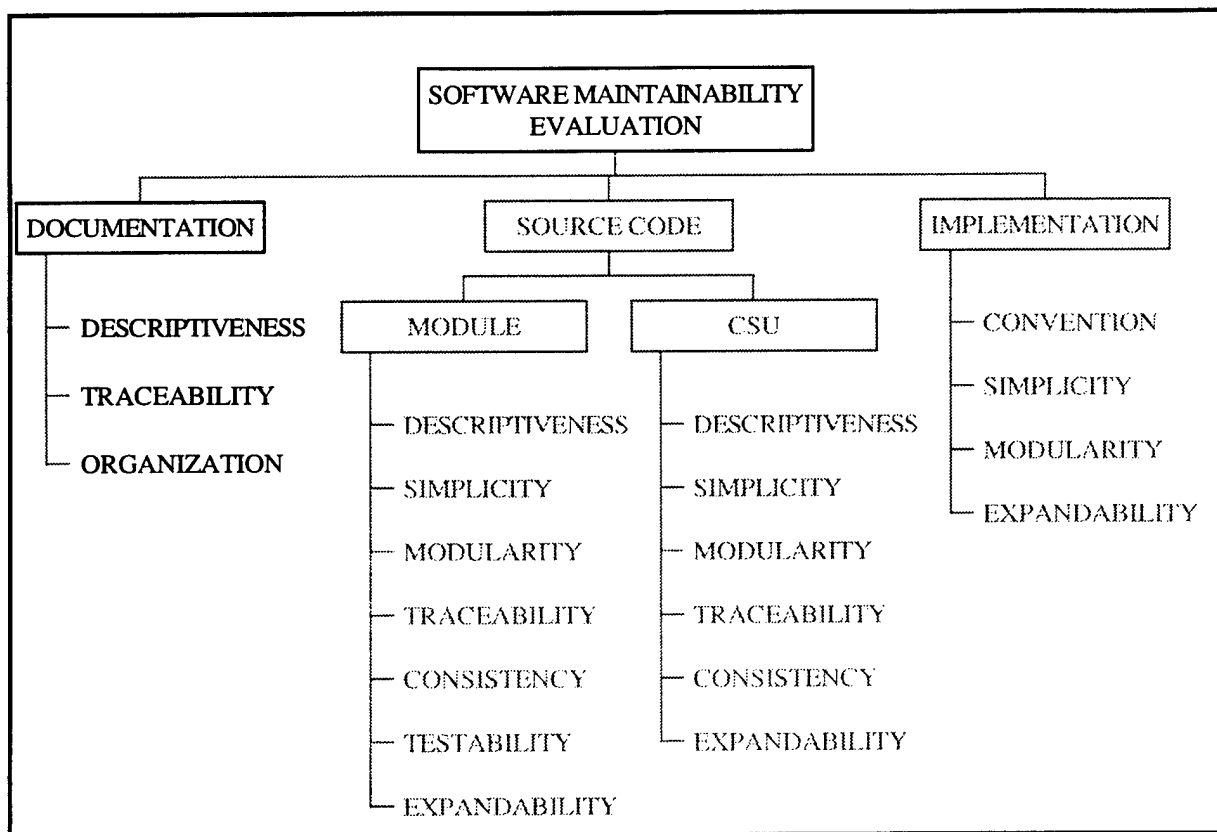 SOFTWARE MAINTAINABILITY
EVALUATION
DOCUMENTATION
DESCRIPTIVENESS
TRACEABILITY
ORGANIZATION
SOURCE CODE
MODULE
DESCRIPTIVENESS
SIMPLICITY
MODULARITY
TRACEABILITY
CONSISTENCY
TESTABILITY
EXPANDABILITY
CSU
DESCRIPTIVENESS
SIMPLICITY
MODULARITY
TRACEABILITY
CONSISTENCY
EXPANDABILITY
IMPLEMENTATION
CONVENTION
SIMPLICITY
MODULARITY
EXPANDABILITY